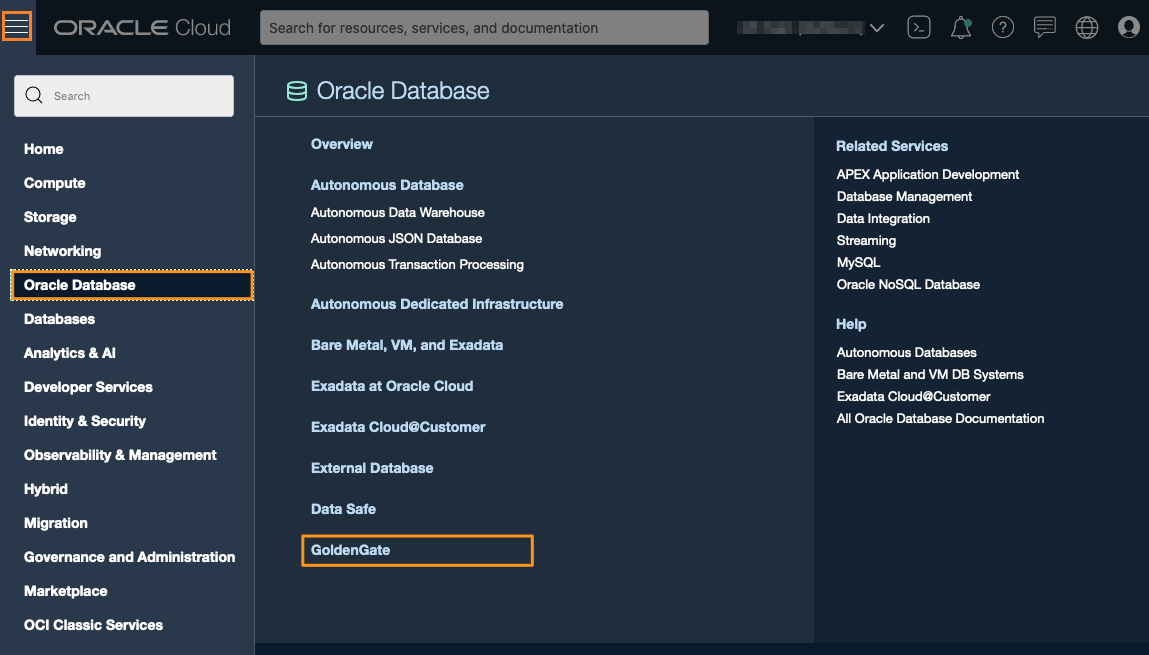 ORACLE Cloud
Search for resources, services, and documentation
Search
Home
Compute
Storage
Networking
Oracle Database
Databases
Analytics & AI
Developer Services
Identity & Security
Observability & Management
Hybrid
Migration
Governance and Administration
Marketplace
OCI Classic Services
Oracle Database
Overview
Autonomous Database
Autonomous Data Warehouse
Autonomous JSON Database
Autonomous Transaction Processing
Autonomous Dedicated Infrastructure
Bare Metal, VM, and Exadata
Exadata at Oracle Cloud
Exadata Cloud@Customer
External Database
Data Safe
GoldenGate
Related Services
APEX Application Development
Database Management
Data Integration
Streaming
MySQL
Oracle NoSQL Database
Help
Autonomous Databases
Bare Metal and VM DB Systems
Exadata Cloud@Customer
All Oracle Database Documentation